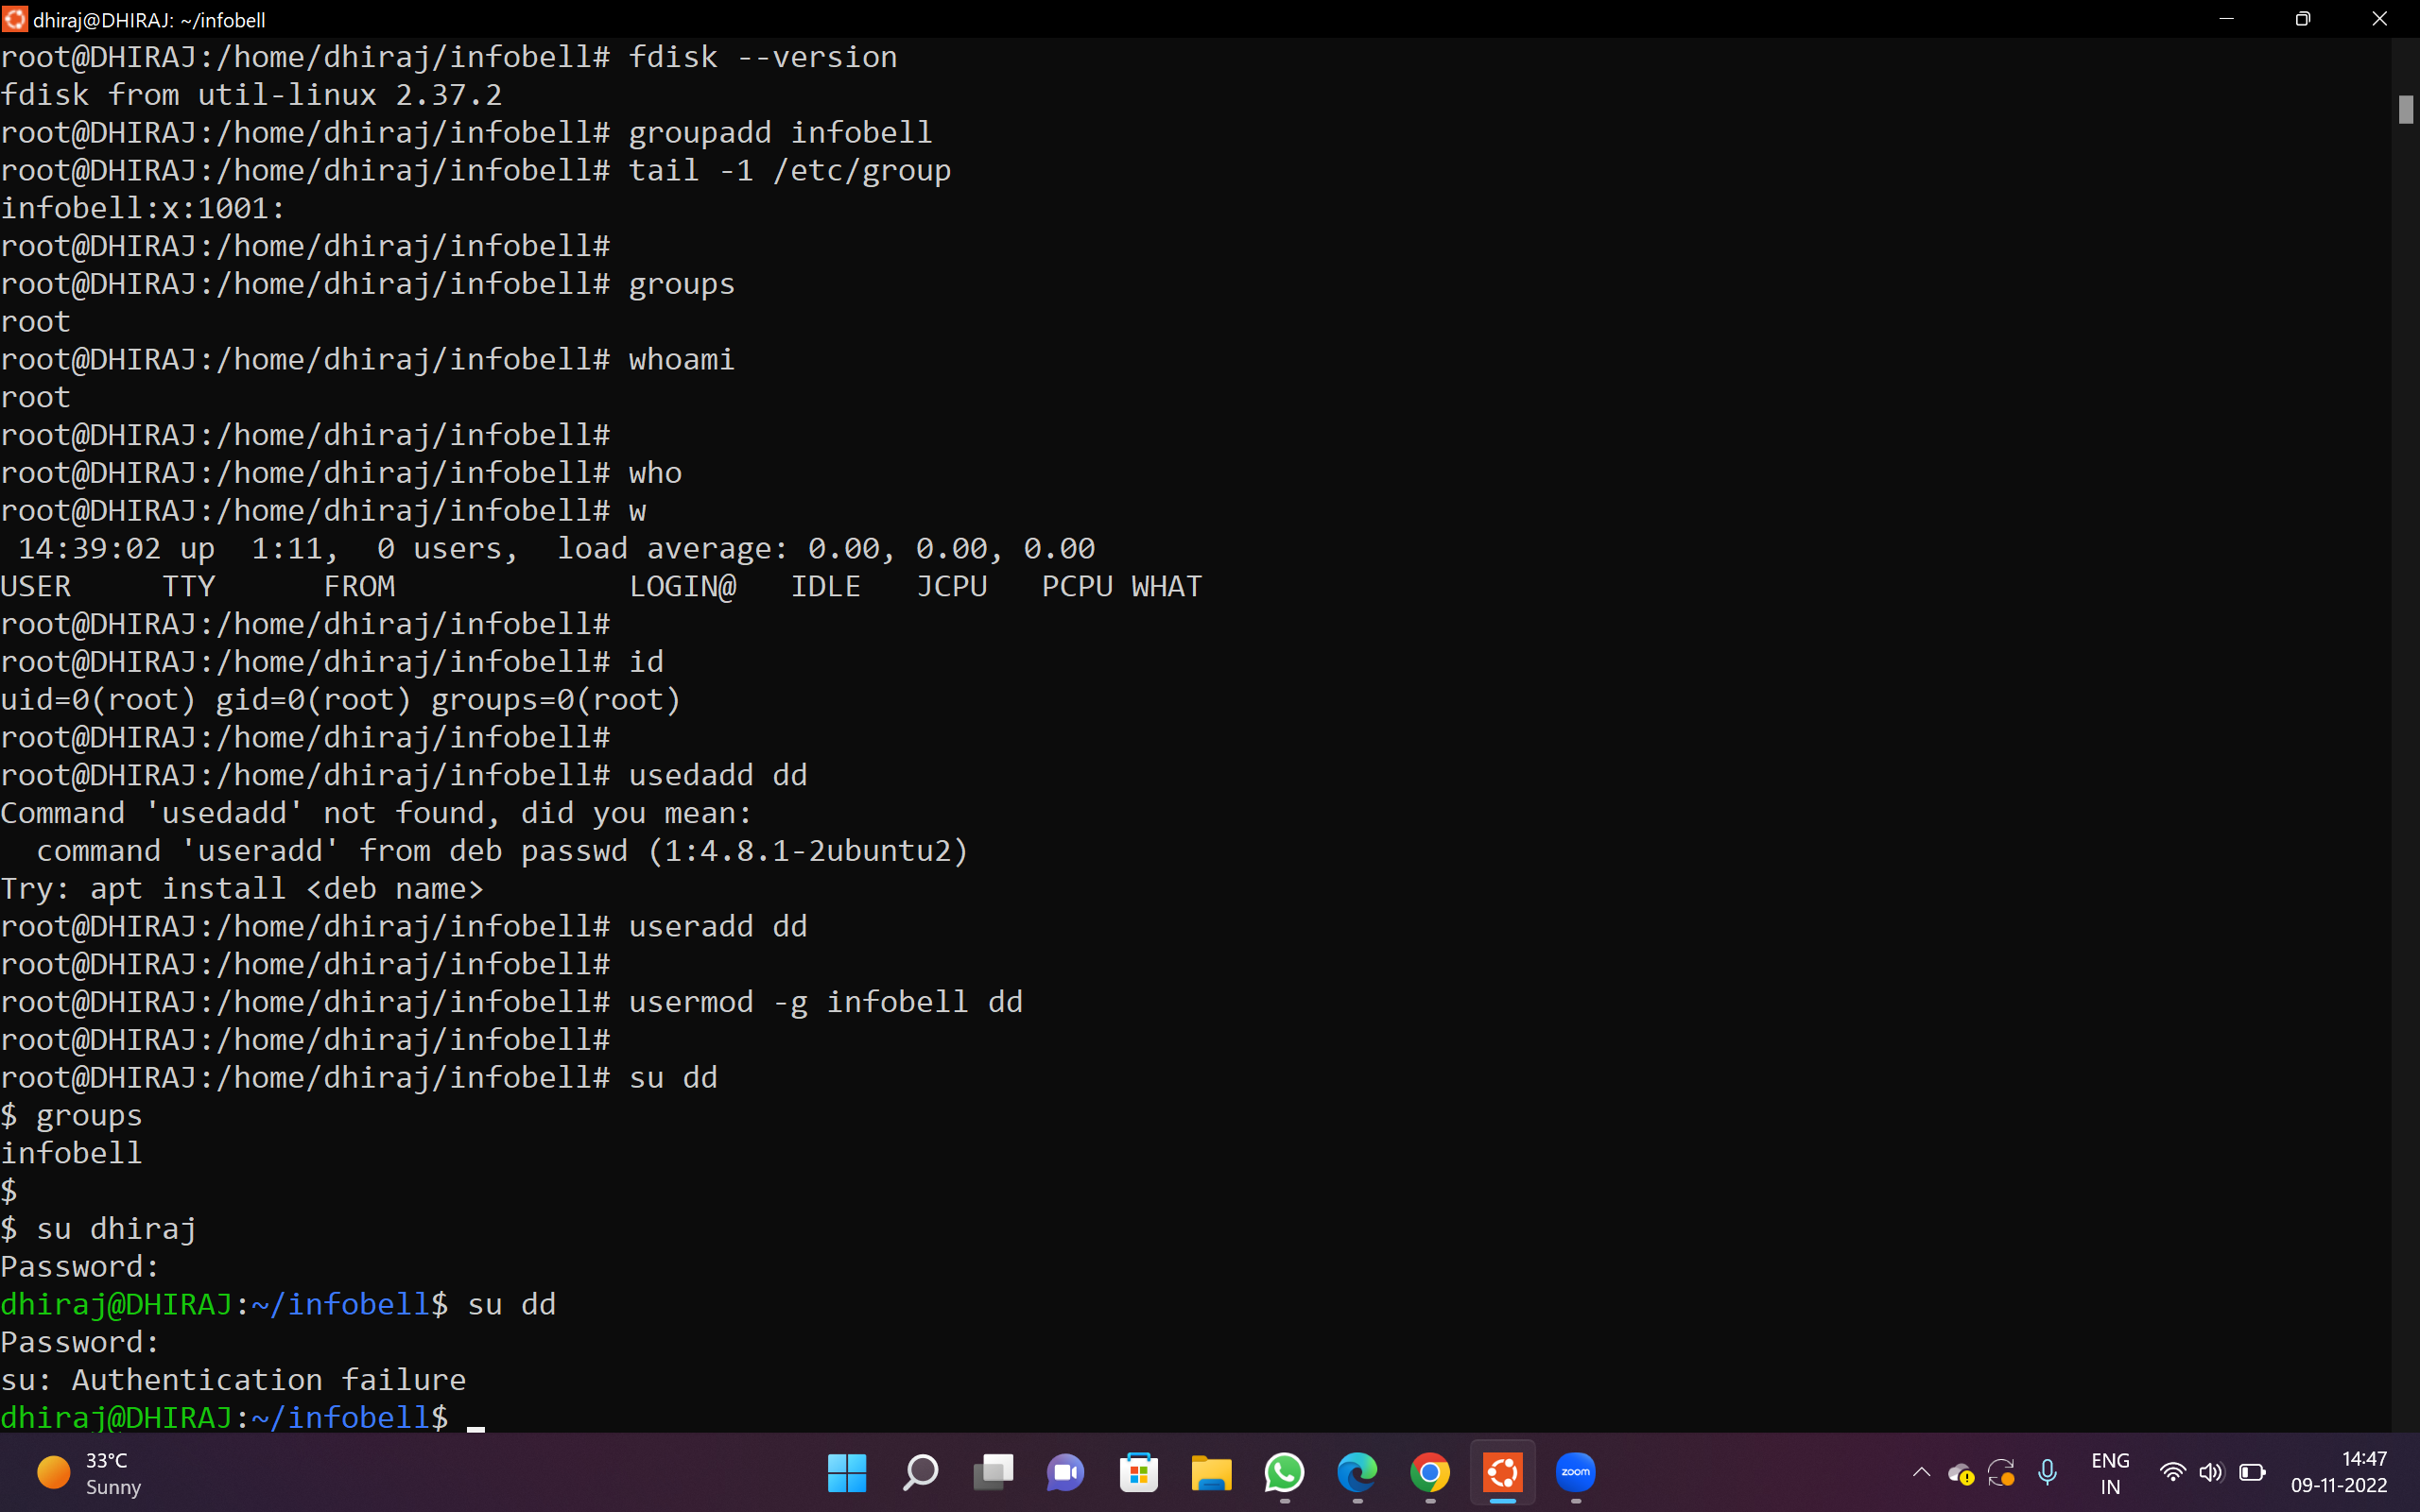 dhiraj@DHIRAJ: ~/infobell
root@DHIRAJ:/home/dhiraj/infobell# fdisk --version
fdisk from util-linux 2.37.2
root@DHIRAJ:/home/dhiraj/infobell# groupadd infobell
root@DHIRAJ:/home/dhiraj/infobell# tail -1 /etc/group
infobell:x:1001:
root@DHIRAJ:/home/dhiraj/infobell#
root@DHIRAJ:/home/dhiraj/infobell# groups
root
root@DHIRAJ:/home/dhiraj/infobell# whoami
root
root@DHIRAJ:/home/dhiraj/infobell#
root@DHIRAJ:/home/dhiraj/infobell# who
root@DHIRAJ:/home/dhiraj/infobell# w
 14:39:02 up  1:11,  0 users,  load average: 0.00, 0.00, 0.00
USER     TTY      FROM             LOGIN@   IDLE   JCPU   PCPU WHAT
root@DHIRAJ:/home/dhiraj/infobell#
root@DHIRAJ:/home/dhiraj/infobell# id
uid=0(root) gid=0(root) groups=0(root)
root@DHIRAJ:/home/dhiraj/infobell#
root@DHIRAJ:/home/dhiraj/infobell# usedadd dd
Command 'usedadd' not found, did you mean:
  command 'useradd' from deb passwd (1:4.8.1-2ubuntu2)
Try: apt install <deb name>
root@DHIRAJ:/home/dhiraj/infobell# useradd dd
root@DHIRAJ:/home/dhiraj/infobell#
root@DHIRAJ:/home/dhiraj/infobell# usermod -g infobell dd
root@DHIRAJ:/home/dhiraj/infobell#
root@DHIRAJ:/home/dhiraj/infobell# su dd
$ groups
infobell
$
$ su dhiraj
Password:
dhiraj@DHIRAJ:~/infobell$ su dd
Password:
su: Authentication failure
dhiraj@DHIRAJ:~/infobell$ _
33°C
Sunny
zoom
ENG
IN
14:47
09-11-2022